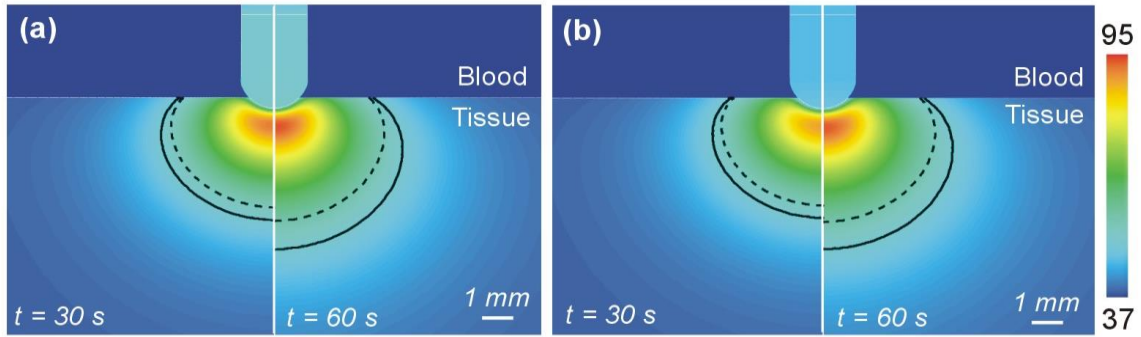 (a)
Blood
Tissue
t = 30 s
t = 60 s
1 mm
(b)
Blood
Tissue
t = 30 s
t = 60 s
1 mm
95
37